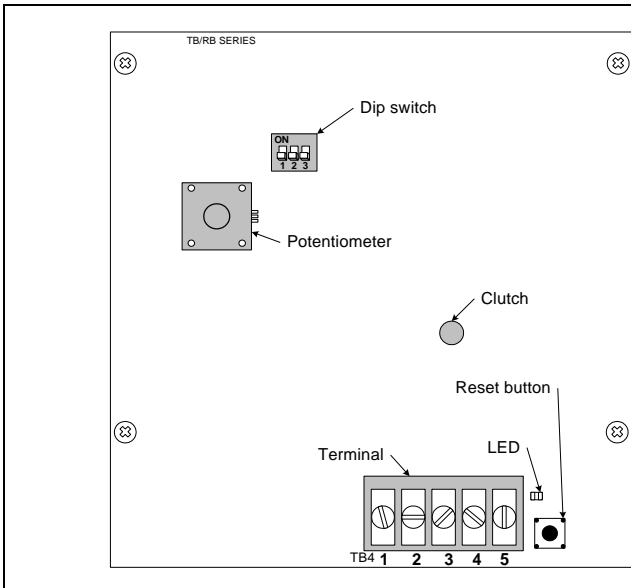 TB/RB SERIES
Dip switch
ON
1 2 3
Potentiometer
Clutch
Reset button
Terminal
LED
TB4 1 2 3 4 5